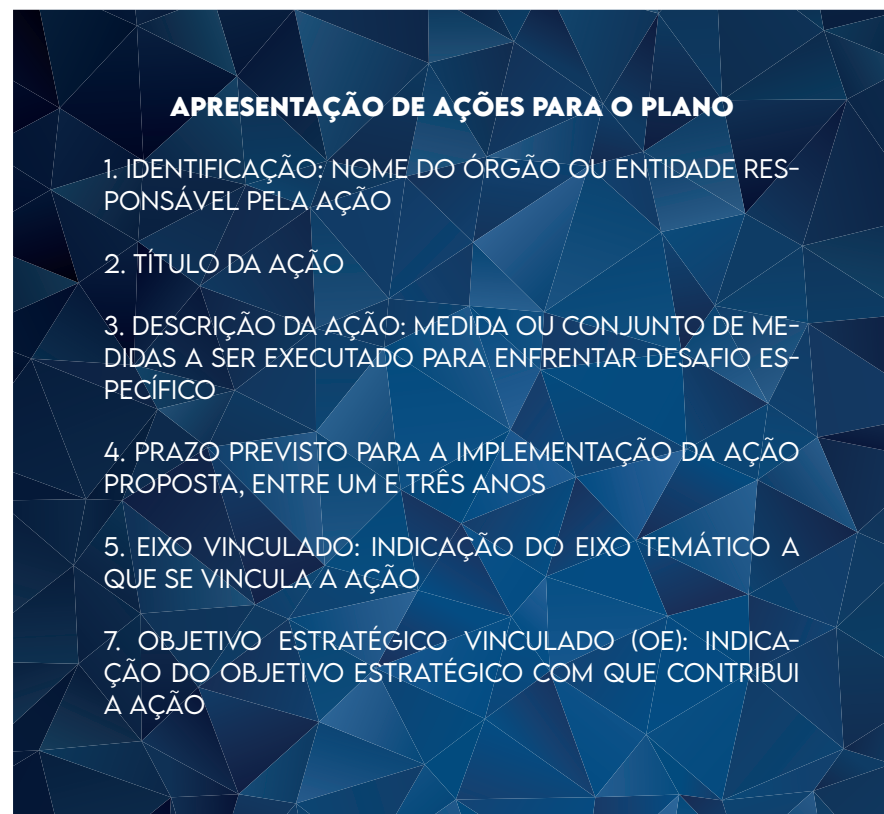 APRESENTAÇÃO DE AÇÕES PARA O PLANO
1. IDENTIFICAÇÃO: NOME DO ÓRGÃO OU ENTIDADE RES-
PONSÁVEL PELA AÇÃO
2. TÍTULO DA AÇÃO
3. DESCRIÇÃO DA AÇÃO: MEDIDA OU CONJUNTO DE ME-
DIDAS A SER EXECUTADO PARA ENFRENTAR DESAFIO ES-
PECÍFICO
4. PRAZO PREVISTO PARA A IMPLEMENTAÇÃO DA AÇÃO
PROPOSTA, ENTRE UM E TRÊS ANOS
5. EIXO VINCULADO: INDICAÇÃO DO EIXO TEMÁTICO A
QUE SE VINCULA A AÇÃO
7. OBJETIVO ESTRATÉGICO VINCULADO (OE): INDICA-
ÇÃO DO OBJETIVO ESTRATÉGICO COM QUE CONTRIBUI
A AÇÃO